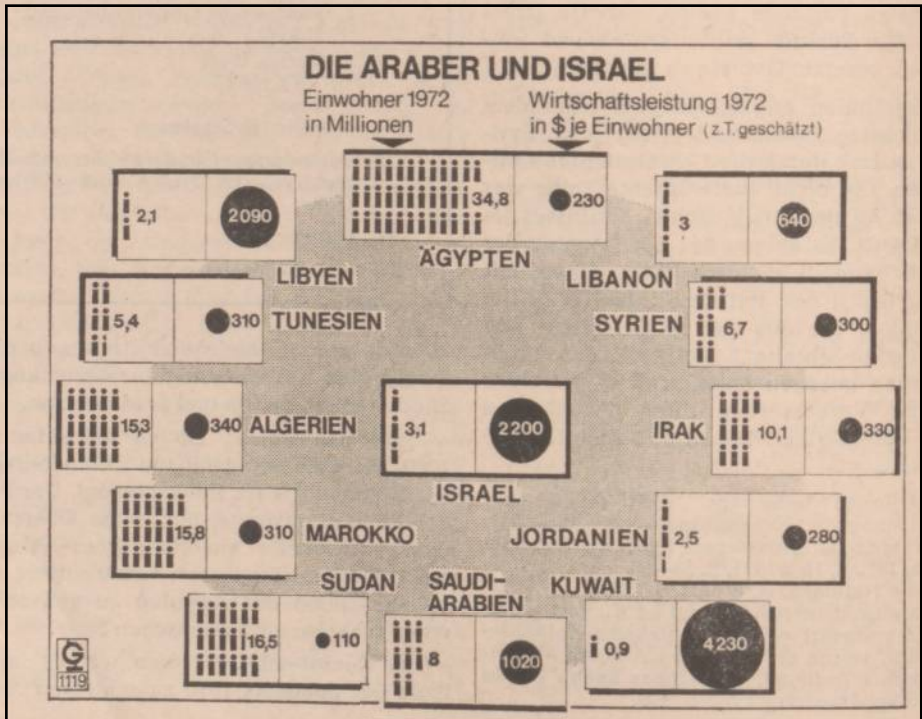 DIE ARABER UND ISRAEL
Einwohner 1972
in Millionen
Wirtschaftsleistung 1972
in $ je Einwohner (z.T. geschätzt)
34,8 230
ÄGYPTEN
2,1 2090
LIBYEN
3 640
LIBANON
5,4 310 TUNESIEN
SYRIEN 6,7 300
15,3 340 ALGERIEN
3,1 2200
ISRAEL
IRAK 10,1 330
15,8 310 MAROKKO
JORDANIEN 2,5 280
SUDAN
16,5 110
SAUDI-
ARABIEN
8 1020
KUWAIT
0,9 4230
G
1119